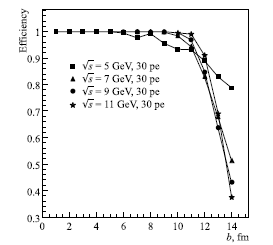 Efficiency
1
0.9
0.8
0.7
0.6
0.5
0.4
0.3
√s = 5 GeV, 30 pe
√s = 7 GeV, 30 pe
√s = 9 GeV, 30 pe
√s = 11 GeV, 30 pe
0 2 4 6 8 10 12 14
b, fm